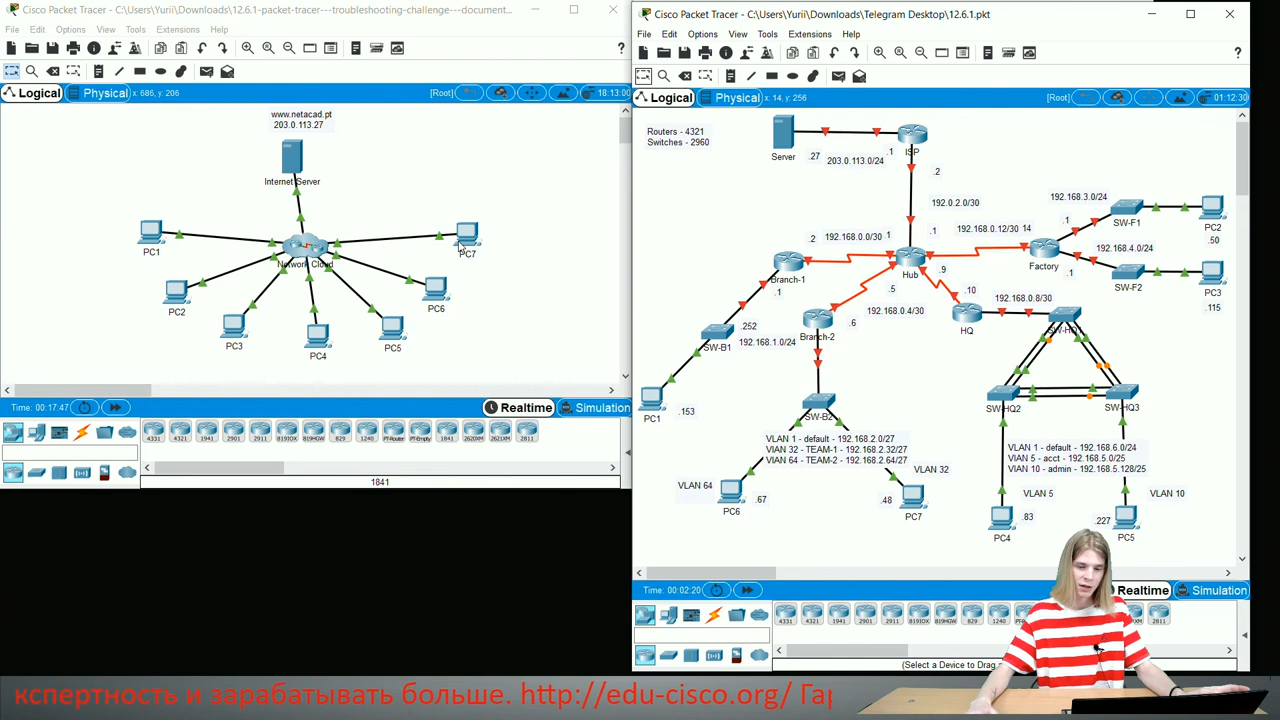 Cisco Packet Tracer - C:\Users\Yurii\Downloads\12.6.1-packet-tracer---troubleshooting-challenge---document...
File Edit Options View Tools Extensions Help
Logical Physical x: 686, y: 206 [Root] 18:13:00
www.netacad.pt
203.0.113.27
Internet Server
PC1
Network Cloud
PC7
PC2
PC6
PC3
PC4
PC5
Time: 00:17:47 Realtime Simulation
4331 4321 1941 2901 2911 819IOX 819HGW 829 1240 PT-Router PT-Empty 1841 2620XM 2621XM 2811
1841
Cisco Packet Tracer - C:\Users\Yurii\Downloads\Telegram Desktop\12.6.1.pkt
File Edit Options View Tools Extensions Help
Logical Physical x: 14, y: 256 [Root] 01:12:30
Routers - 4321
Switches - 2960
Server
.27
203.0.113.0/24
.1
ISP
.2
192.0.2.0/30
.1
192.168.3.0/24
.1
SW-F1
PC2
.50
192.168.0.12/30
14
Factory
192.168.4.0/24
.1
SW-F2
PC3
.115
.2
192.168.0.0/30
.1
Hub
Branch-1
.1
.252
SW-B1
192.168.1.0/24
PC1
.153
.5
192.168.0.4/30
.6
Branch-2
.9
.10
HQ
192.168.0.8/30
SW-HQ1
SW-HQ2
SW-HQ3
SW-B2
VLAN 1 - default - 192.168.2.0/27
VLAN 32 - TEAM-1 - 192.168.2.32/27
VLAN 64 - TEAM-2 - 192.168.2.64/27
VLAN 64
PC6
.67
VLAN 32
.48
PC7
VLAN 1 - default - 192.168.6.0/24
VLAN 5 - acct - 192.168.5.0/25
VLAN 10 - admin - 192.168.5.128/25
VLAN 5
.83
PC4
VLAN 10
.227
PC5
Time: 00:02:20 Realtime Simulation
4331 4321 1941 2901 2911 819IOX 819HGW 829 1240 2811
(Select a Device to Drag
кспертность и зарабатывать больше. http://edu-cisco.org/ Гар